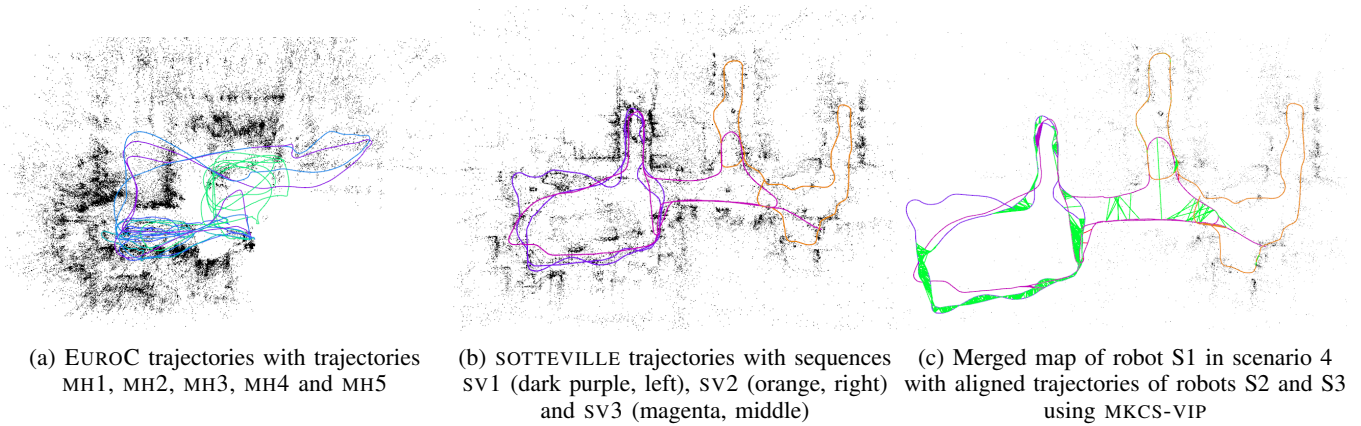 (a) EUROC trajectories with trajectories
MH1, MH2, MH3, MH4 and MH5
(b) SOTTEVILLE trajectories with sequences
SV1 (dark purple, left), SV2 (orange, right)
and SV3 (magenta, middle)
(c) Merged map of robot S1 in scenario 4
with aligned trajectories of robots S2 and S3
using MKCS-VIP